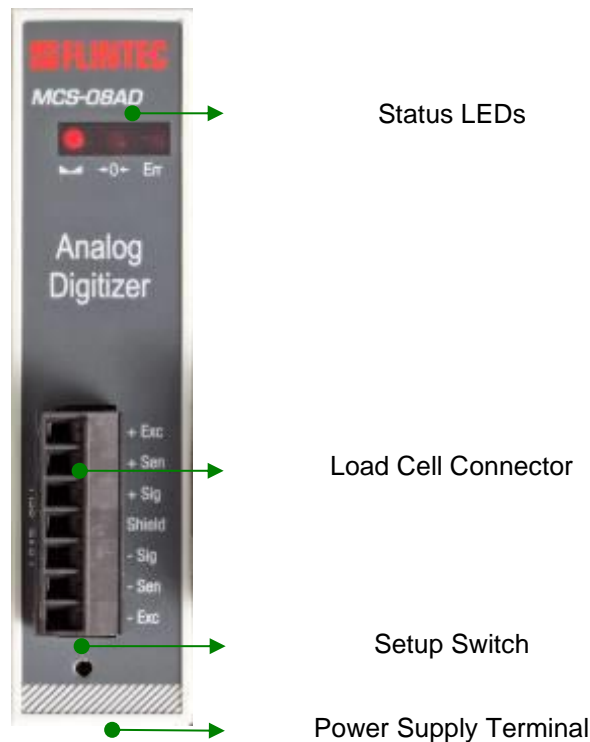 FLINTEC
MCS-08AD
Status LEDs
→0← Err
Analog
Digitizer
+ Exc
+ Sen
Load Cell Connector
+ Sig
Shield
- Sig
- Sen
- Exc
Setup Switch
Power Supply Terminal